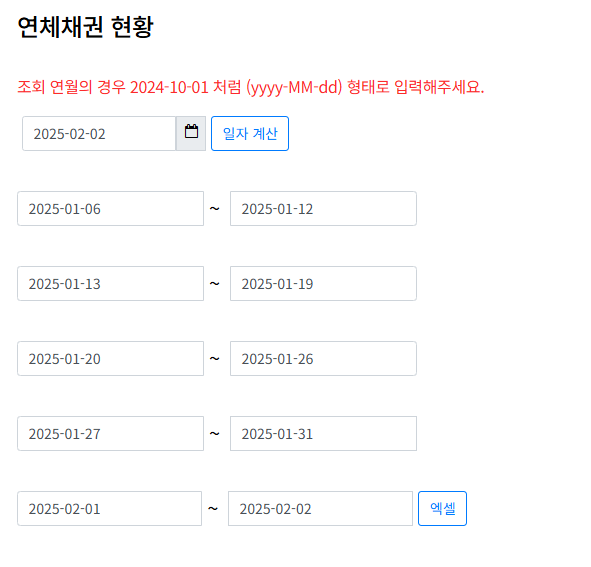 연체채권 현황
조회 연월의 경우 2024-10-01 처럼 (yyyy-MM-dd) 형태로 입력해주세요.
2025-02-02 일자 계산
2025-01-06 ~ 2025-01-12
2025-01-13 ~ 2025-01-19
2025-01-20 ~ 2025-01-26
2025-01-27 ~ 2025-01-31
2025-02-01 ~ 2025-02-02 엑셀